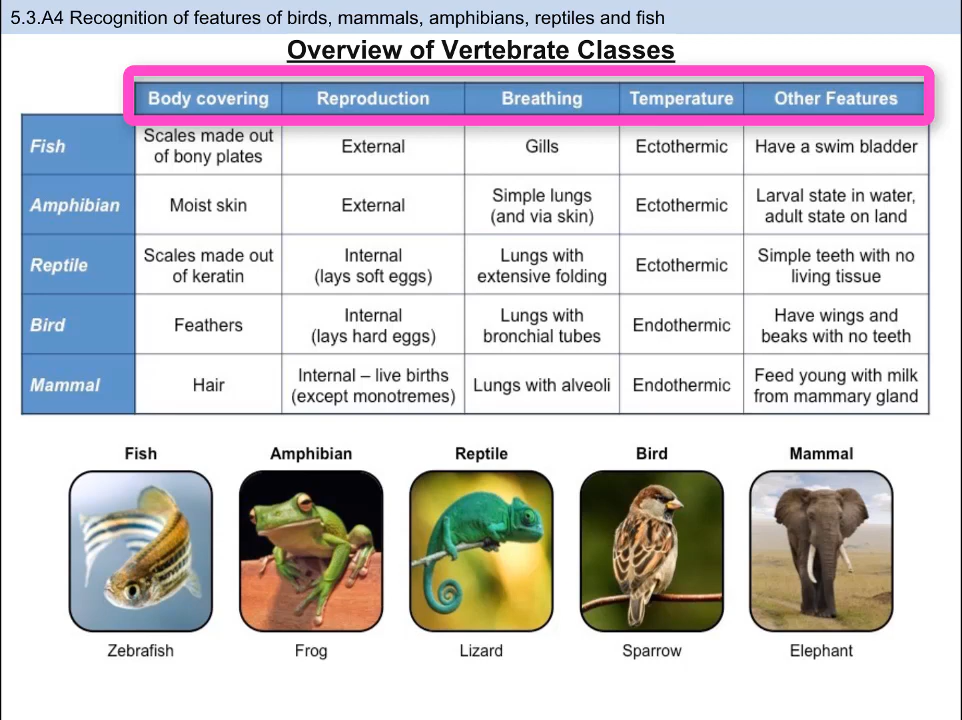 5.3.A4 Recognition of features of birds, mammals, amphibians, reptiles and fish
Overview of Vertebrate Classes
Body covering Reproduction Breathing Temperature Other Features
Fish
Scales made out
of bony plates
External
Gills
Ectothermic
Have a swim bladder
Amphibian
Moist skin
External
Simple lungs
(and via skin)
Ectothermic
Larval state in water,
adult state on land
Reptile
Scales made out
of keratin
Internal
(lays soft eggs)
Lungs with
extensive folding
Ectothermic
Simple teeth with no
living tissue
Bird
Feathers
Internal
(lays hard eggs)
Lungs with
bronchial tubes
Endothermic
Have wings and
beaks with no teeth
Mammal
Hair
Internal – live births
(except monotremes)
Lungs with alveoli
Endothermic
Feed young with milk
from mammary gland
Fish Amphibian Reptile Bird Mammal
Zebrafish Frog Lizard Sparrow Elephant